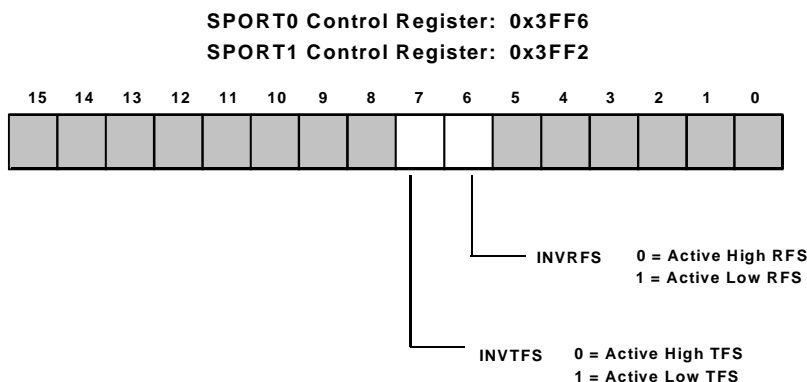 SPORT0 Control Register: 0x3FF6
SPORT1 Control Register: 0x3FF2
15 14 13 12 11 10 9 8 7 6 5 4 3 2 1 0
INVRFS 0 = Active High RFS
1 = Active Low RFS
INVTFS 0 = Active High TFS
1 = Active Low TFS